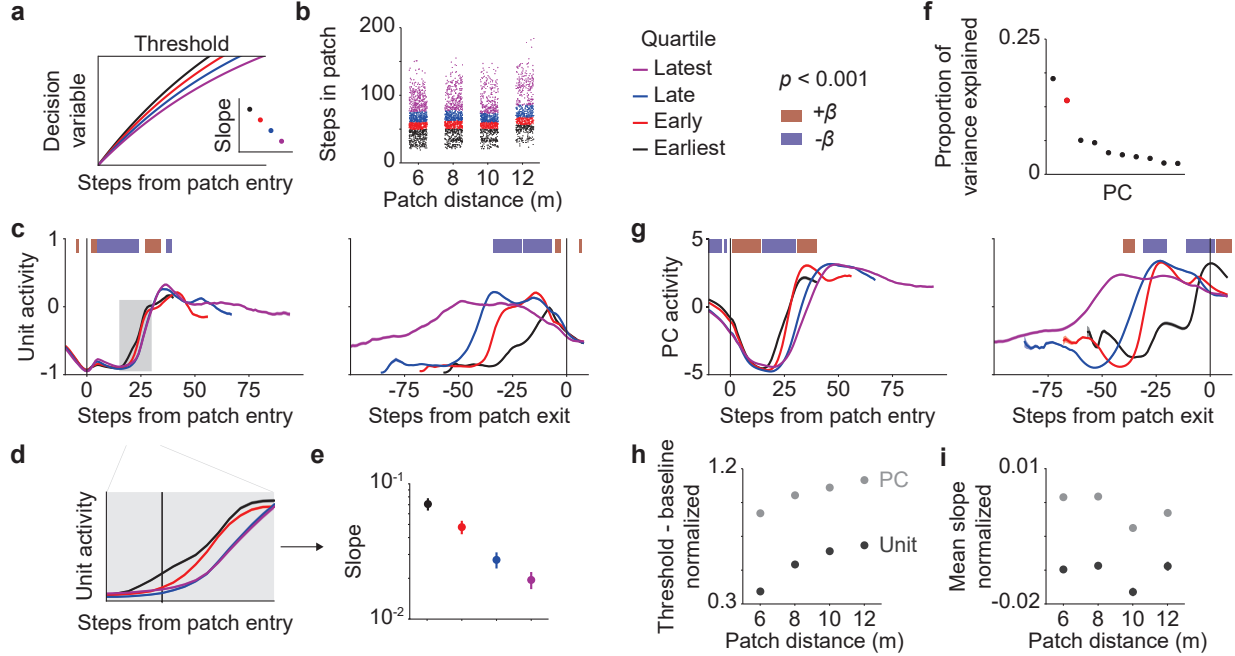 a
Threshold
Decision
variable
Slope
Steps from patch entry
b
200
100
0
Steps in patch
6 8 10 12
Patch distance (m)
Quartile
Latest
Late
Early
Earliest
p < 0.001
+β
-β
f
0.25
0
Proportion of
variance explained
PC
c
1
0
-1
Unit activity
0 25 50 75
Steps from patch entry
-75 -50 -25 0
Steps from patch exit
g
5
0
-5
PC activity
0 25 50 75
Steps from patch entry
-75 -50 -25 0
Steps from patch exit
d
Unit activity
Steps from patch entry
e
10-1
10-2
Slope
h
1.2
0.3
Threshold - baseline
normalized
PC
Unit
6 8 10 12
Patch distance (m)
i
0.01
-0.02
Mean slope
normalized
6 8 10 12
Patch distance (m)